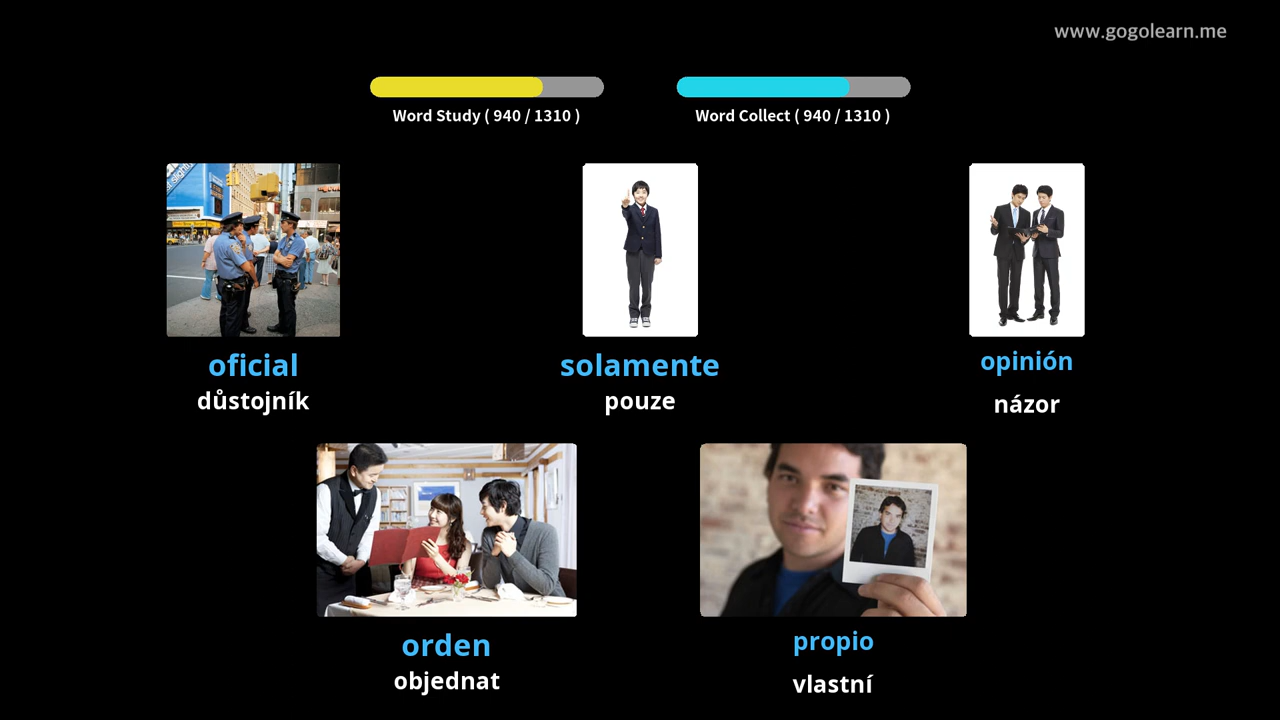 www.gogolearn.me
Word Study ( 940 / 1310 )
Word Collect ( 940 / 1310 )
oficial
důstojník
solamente
pouze
opinión
názor
orden
objednat
propio
vlastní